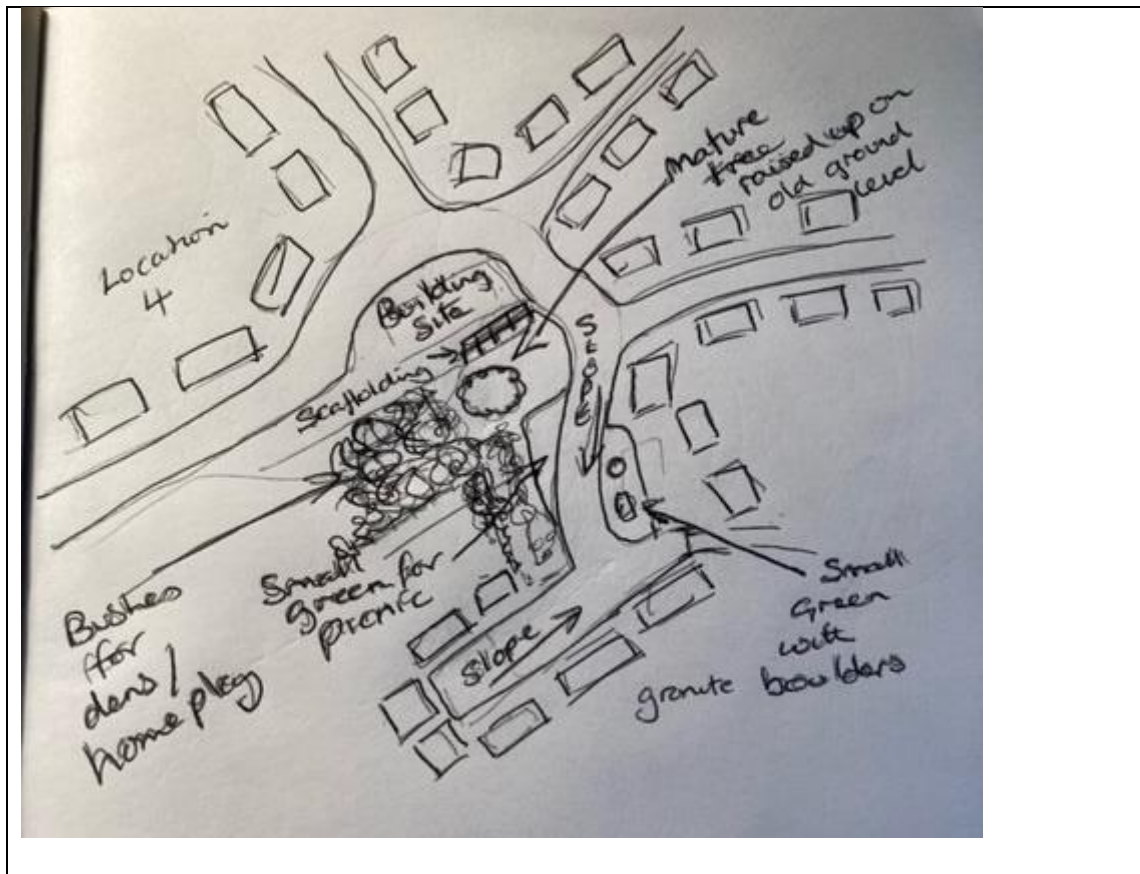 Location
4
Building
Site
Scaffolding
mature
tree
raised up on
old ground
level
SLOPE
Small
green for
picnic
Bushes
for
dens /
home play
Slope
Small
Green
with
granite boulders